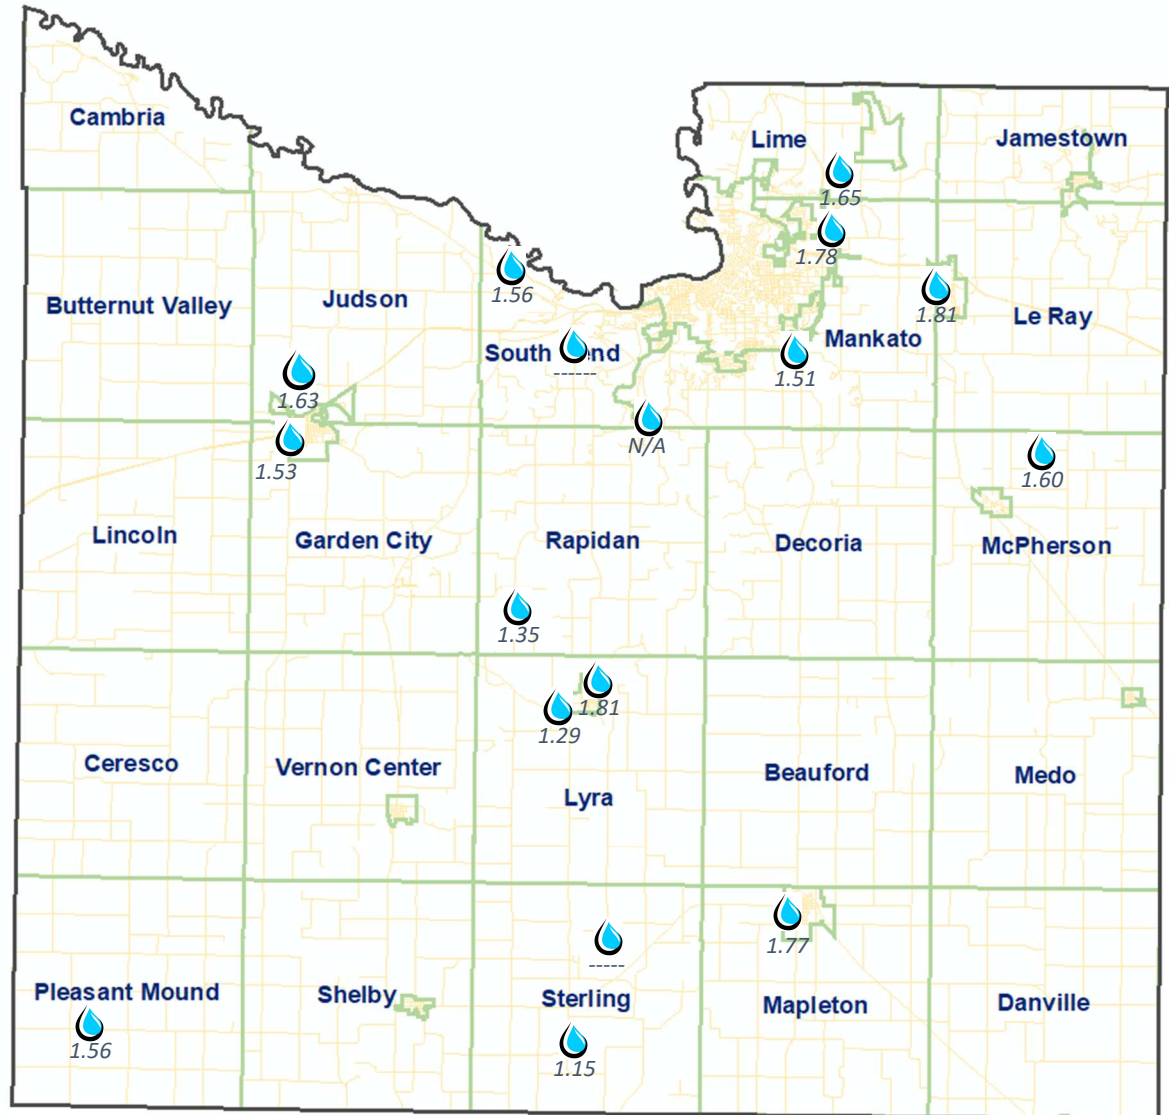 Cambria
Lime
Jamestown
1.65
1.78
Butternut Valley
Judson
1.56
1.81
Le Ray
South nd
------
Mankato
1.51
1.63
N/A
1.53
1.60
Lincoln
Garden City
Rapidan
Decoria
McPherson
1.35
1.81
1.29
Ceresco
Vernon Center
Lyra
Beauford
Medo
1.77
-----
Pleasant Mound
Shelby
Sterling
Mapleton
Danville
1.56
1.15